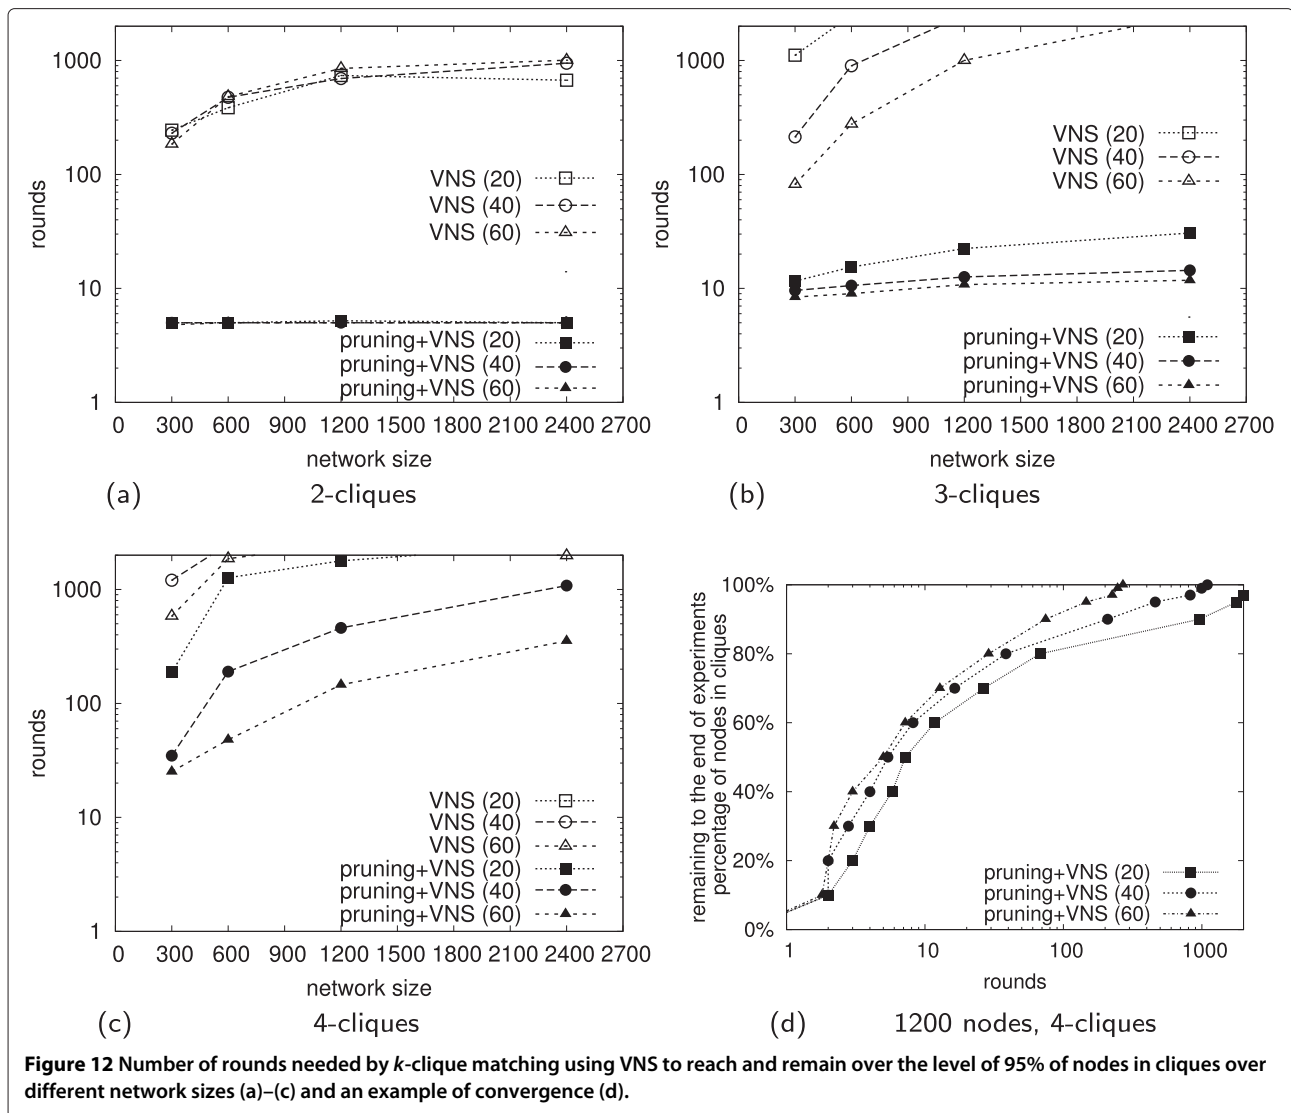 1000
100
10
1
rounds
VNS (20)
VNS (40)
VNS (60)
pruning+VNS (20)
pruning+VNS (40)
pruning+VNS (60)
0 300 600 900 1200 1500 1800 2100 2400 2700
network size
(a) 2-cliques
1000
100
10
1
rounds
VNS (20)
VNS (40)
VNS (60)
pruning+VNS (20)
pruning+VNS (40)
pruning+VNS (60)
0 300 600 900 1200 1500 1800 2100 2400 2700
network size
(b) 3-cliques
1000
100
10
1
rounds
VNS (20)
VNS (40)
VNS (60)
pruning+VNS (20)
pruning+VNS (40)
pruning+VNS (60)
0 300 600 900 1200 1500 1800 2100 2400 2700
network size
(c) 4-cliques
remaining to the end of experiments
percentage of nodes in cliques
100%
80%
60%
40%
20%
0%
pruning+VNS (20)
pruning+VNS (40)
pruning+VNS (60)
1 10 100 1000
rounds
(d) 1200 nodes, 4-cliques
Figure 12 Number of rounds needed by k-clique matching using VNS to reach and remain over the level of 95% of nodes in cliques over
different network sizes (a)–(c) and an example of convergence (d).